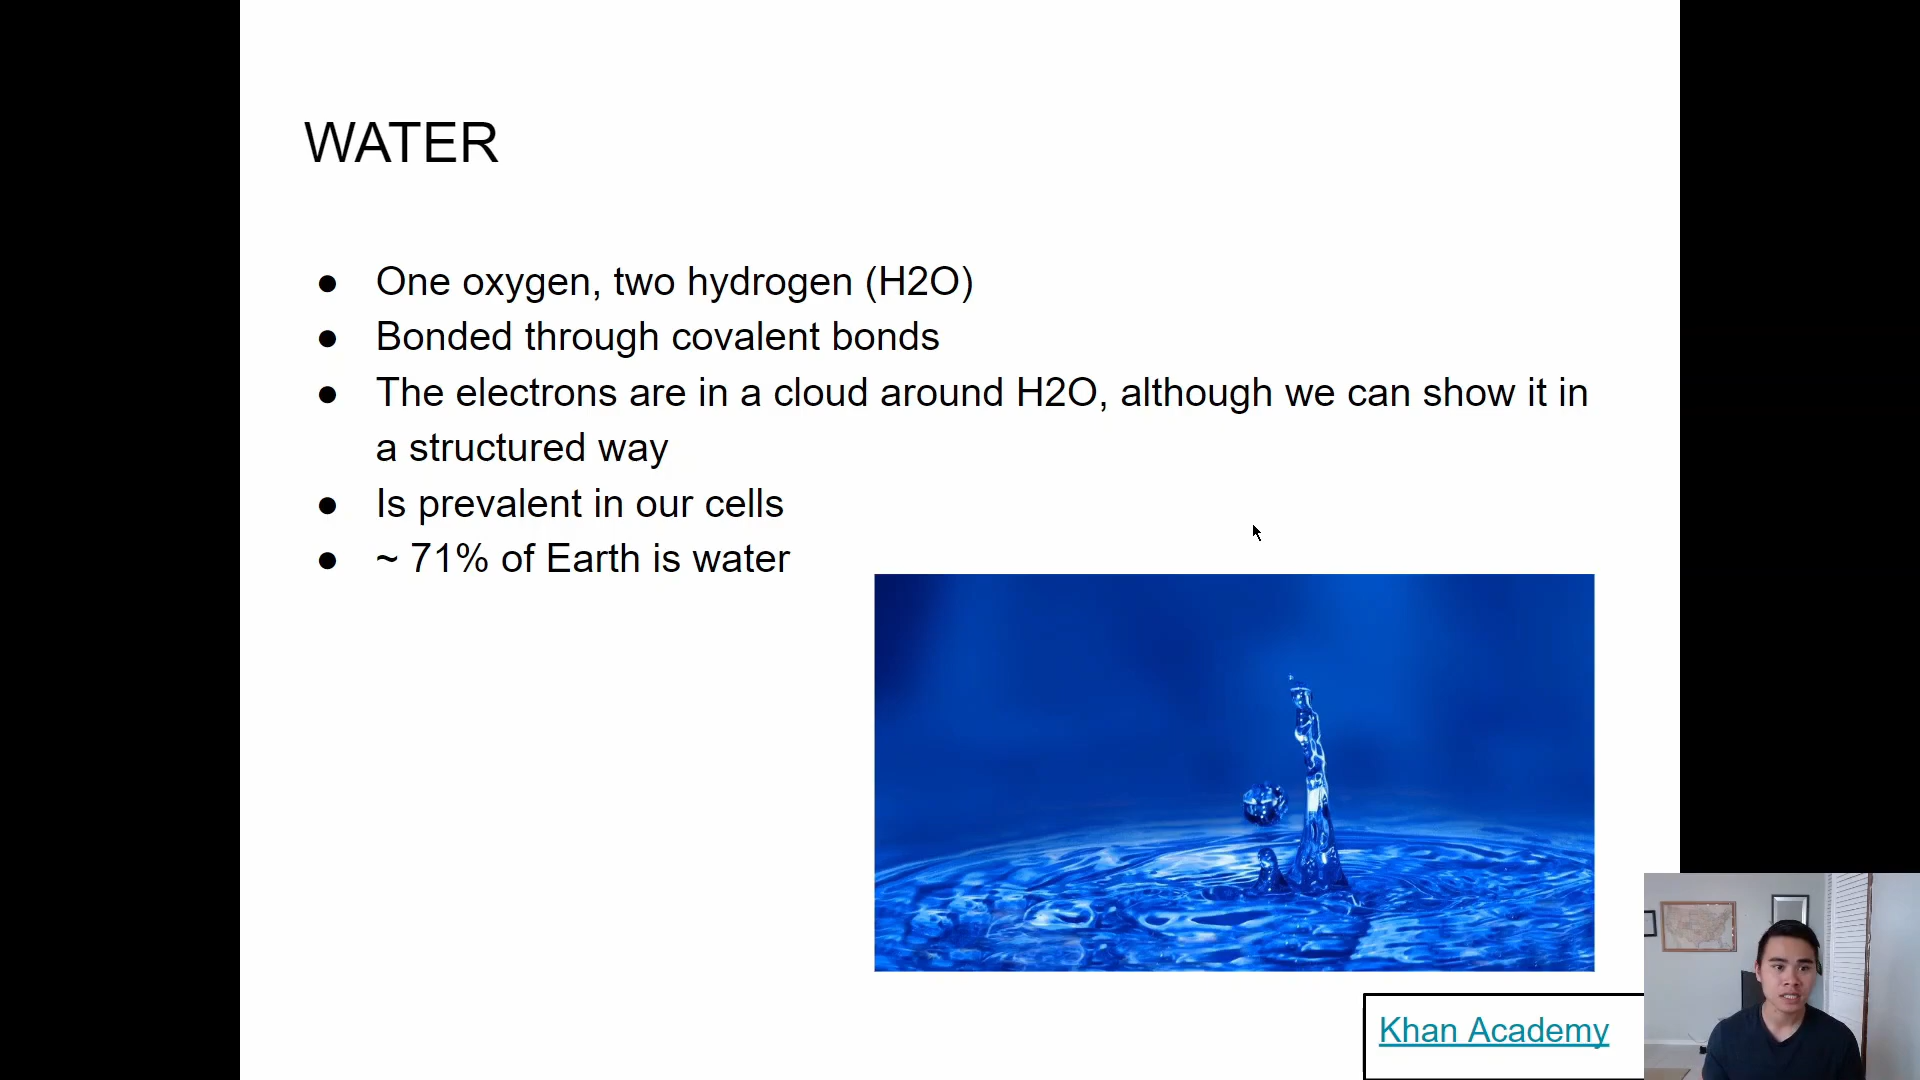 WATER
● One oxygen, two hydrogen (H2O)
● Bonded through covalent bonds
● The electrons are in a cloud around H2O, although we can show it in
a structured way
● Is prevalent in our cells
● ~ 71% of Earth is water
Khan Academy